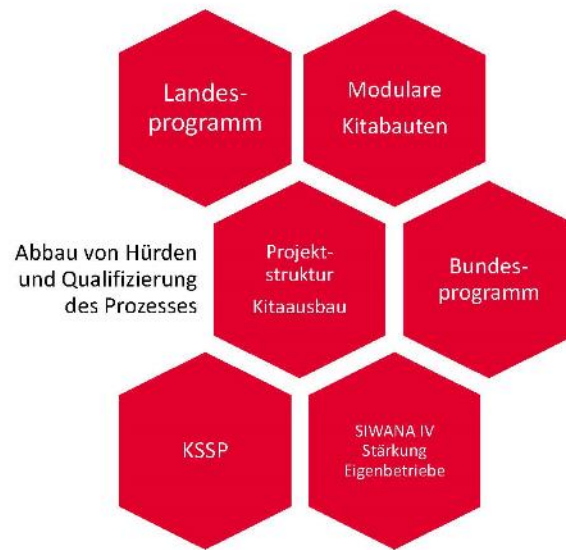 Landes-
programm
Modulare
Kitabauten
Abbau von Hürden
und Qualifizierung
des Prozesses
Projekt-
struktur
Kitaausbau
Bundes-
programm
KSSP
SIWANA IV
Stärkung
Eigenbetriebe